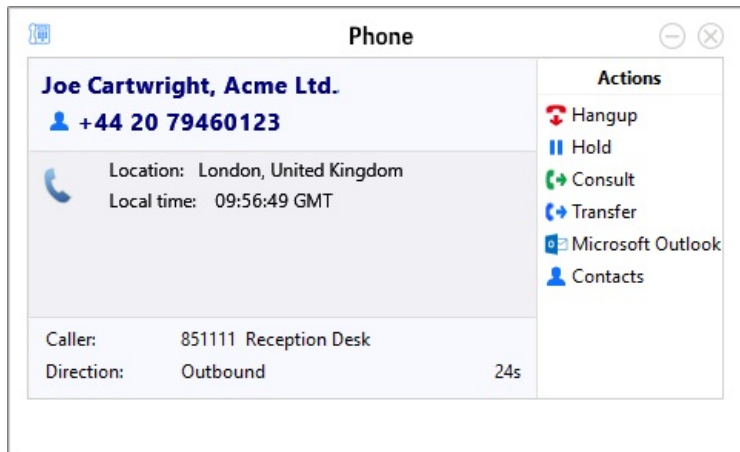 Phone
Joe Cartwright, Acme Ltd.
+44 20 79460123
Location: London, United Kingdom
Local time: 09:56:49 GMT
Caller: 851111 Reception Desk
Direction: Outbound 24s
Actions
Hangup
Hold
Consult
Transfer
Microsoft Outlook
Contacts